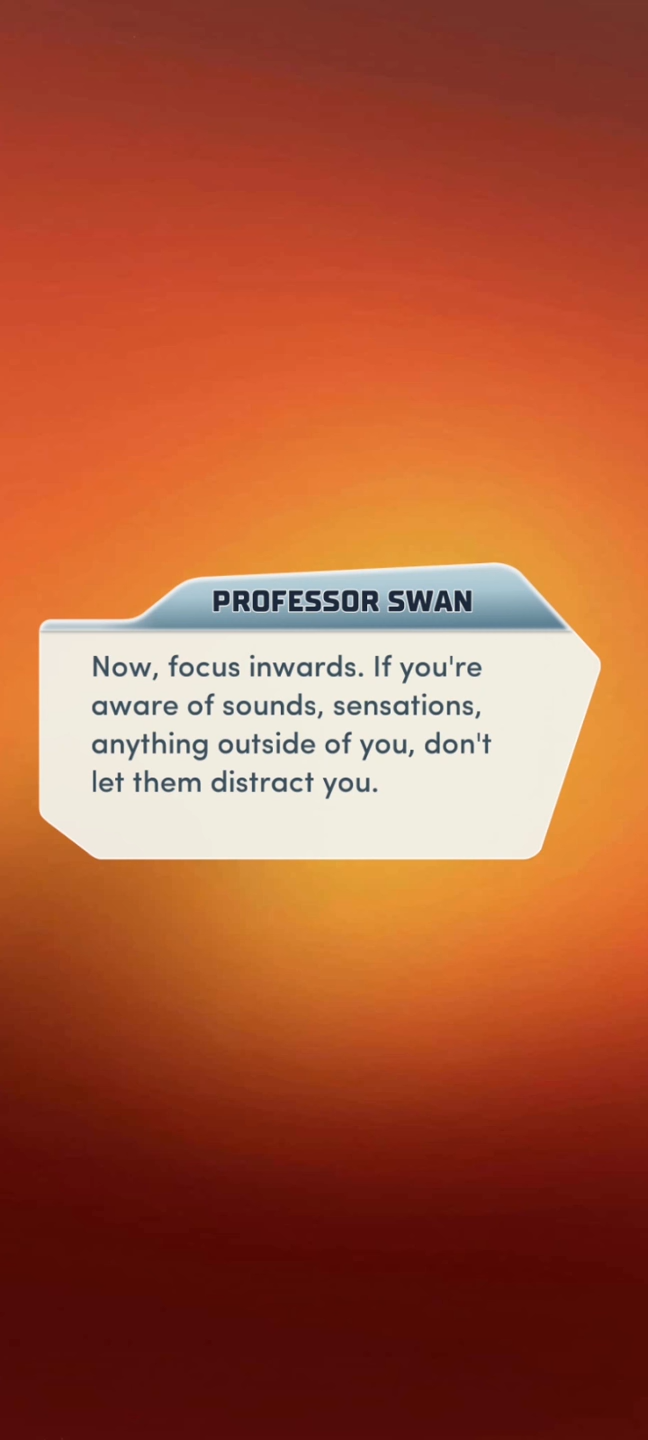 PROFESSOR SWAN
Now, focus inwards. If you're
aware of sounds, sensations,
anything outside of you, don't
let them distract you.